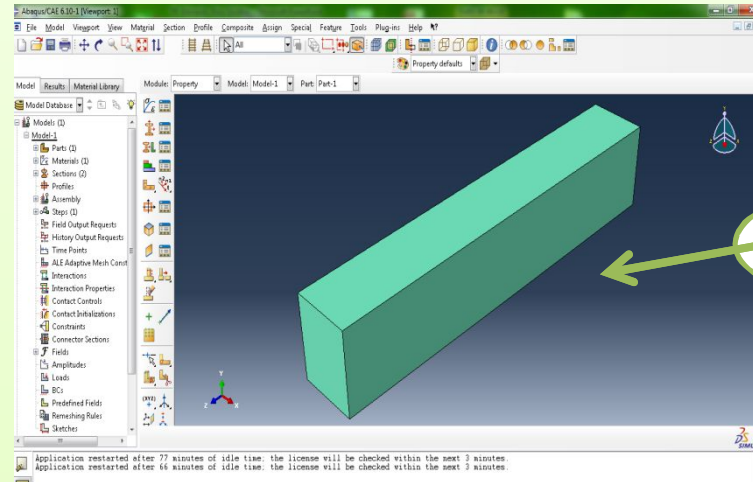 Abaqus/CAE 6.10-1 [Viewport: 1]
File Model Viewport View Material Section Profile Composite Assign Special Feature Tools Plug-ins Help
All
Property defaults
Model Results Material Library
Module: Property Model: Model-1 Part: Part-1
Model Database
Models (1)
Model-1
Parts (1)
Materials (1)
Sections (2)
Profiles
Assembly
Steps (1)
Field Output Requests
History Output Requests
Time Points
ALE Adaptive Mesh Const
Interactions
Interaction Properties
Contact Controls
Contact Initializations
Constraints
Connector Sections
Fields
Amplitudes
Loads
BCs
Predefined Fields
Remeshing Rules
Sketches
(XYZ)
Y
Z X
Application restarted after 77 minutes of idle time; the license will be checked within the next 3 minutes.
Application restarted after 66 minutes of idle time; the license will be checked within the next 3 minutes.